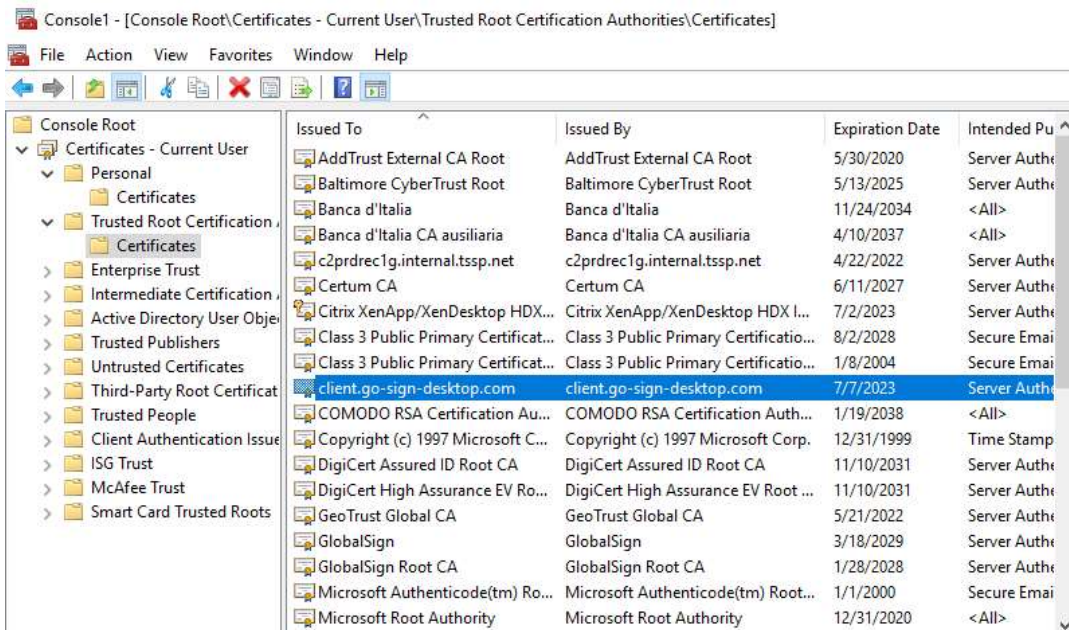 Console1 - [Console Root\Certificates - Current User\Trusted Root Certification Authorities\Certificates]
File Action View Favorites Window Help
Console Root
Certificates - Current User
Personal
Certificates
Trusted Root Certification
Certificates
Enterprise Trust
Intermediate Certification
Active Directory User Obje
Trusted Publishers
Untrusted Certificates
Third-Party Root Certificat
Trusted People
Client Authentication Issue
ISG Trust
McAfee Trust
Smart Card Trusted Roots
Issued To Issued By Expiration Date Intended Pu
AddTrust External CA Root AddTrust External CA Root 5/30/2020 Server Authe
Baltimore CyberTrust Root Baltimore CyberTrust Root 5/13/2025 Server Authe
Banca d'Italia Banca d'Italia 11/24/2034 <All>
Banca d'Italia CA ausiliaria Banca d'Italia CA ausiliaria 4/10/2037 <All>
c2prdrec1g.internal.tssp.net c2prdrec1g.internal.tssp.net 4/22/2022 Server Authe
Certum CA Certum CA 6/11/2027 Server Authe
Citrix XenApp/XenDesktop HDX... Citrix XenApp/XenDesktop HDX I... 7/2/2023 Server Authe
Class 3 Public Primary Certificat... Class 3 Public Primary Certificatio... 8/2/2028 Secure Emai
Class 3 Public Primary Certificat... Class 3 Public Primary Certificatio... 1/8/2004 Secure Emai
client.go-sign-desktop.com client.go-sign-desktop.com 7/7/2023 Server Authe
COMODO RSA Certification Au... COMODO RSA Certification Auth... 1/19/2038 <All>
Copyright (c) 1997 Microsoft C... Copyright (c) 1997 Microsoft Corp. 12/31/1999 Time Stamp
DigiCert Assured ID Root CA DigiCert Assured ID Root CA 11/10/2031 Server Authe
DigiCert High Assurance EV Ro... DigiCert High Assurance EV Root ... 11/10/2031 Server Authe
GeoTrust Global CA GeoTrust Global CA 5/21/2022 Server Authe
GlobalSign GlobalSign 3/18/2029 Server Authe
GlobalSign Root CA GlobalSign Root CA 1/28/2028 Server Authe
Microsoft Authenticode(tm) Ro... Microsoft Authenticode(tm) Root... 1/1/2000 Secure Emai
Microsoft Root Authority Microsoft Root Authority 12/31/2020 <All>